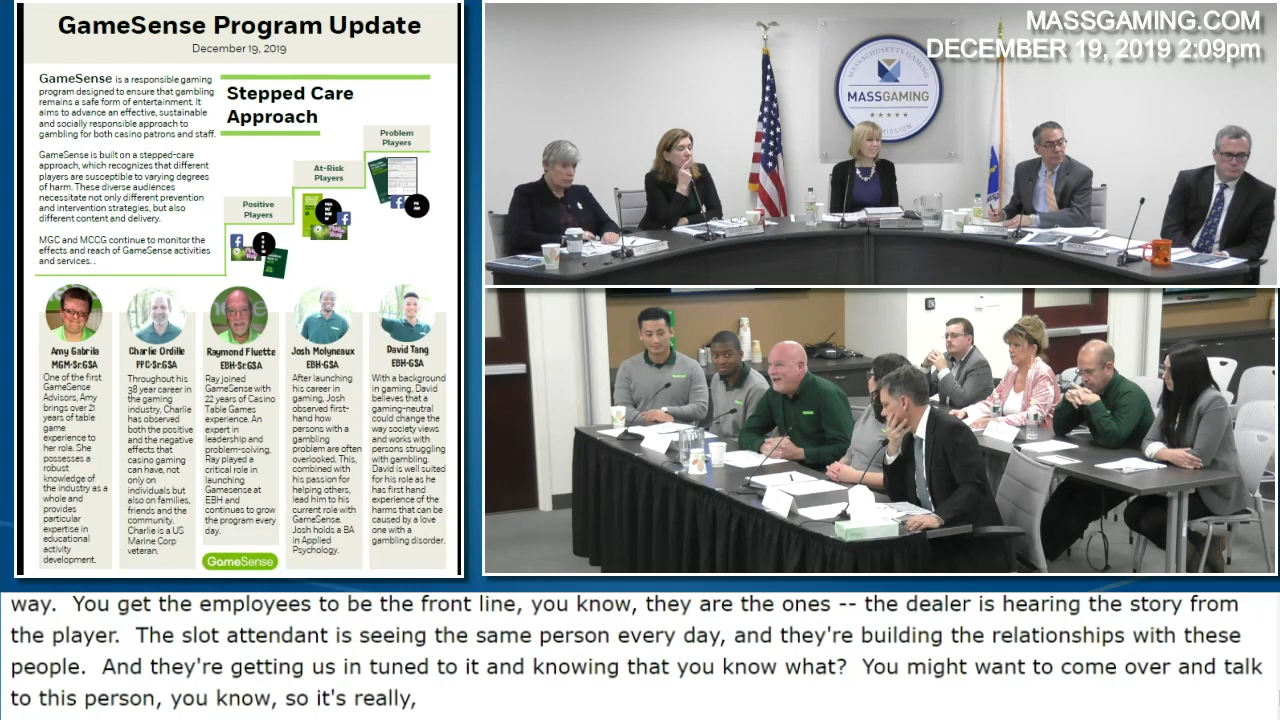 GameSense Program Update
December 19, 2019
GameSense is a responsible gaming
program designed to ensure that gambling
remains a safe form of entertainment. It
aims to advance an effective, sustainable
and socially responsible approach to
gambling for both casino patrons and staff.
GameSense is built on a stepped-care
approach, which recognizes that different
players are susceptible to varying degrees
of harm. These diverse audiences
necessitate not only different prevention
and intervention strategies, but also
different content and delivery.
MGC and MCCG continue to monitor the
effects and reach of GameSense activities
and services. .
Stepped Care
Approach
Positive
Players
At-Risk
Players
Problem
Players
Amy Gabrila
MGM-Sr.GSA
One of the first
GameSense
Advisors, Amy
brings over 21
years of table
game
experience to
her role. She
possesses a
robust
knowledge of
the industry as a
whole and
provides
particular
expertise in
educational
activity
development.
Charlie Ordille
PPC-Sr.GSA
Throughout his
38 year career in
the gaming
industry, Charlie
has observed
both the positive
and the negative
effects that
casino gaming
can have, not
only on
individuals but
also on families,
friends and the
community.
Charlie is a US
Marine Corp
veteran.
Raymond Fluette
EBH-Sr.GSA
Ray joined
GameSense with
22 years of Casino
Table Games
experience. An
expert in
leadership and
problem-solving,
Ray played a
critical role in
launching
Gamesense at
EBH and
continues to grow
the program every
day.
GameSense
Josh Molyneaux
EBH-GSA
After launching
his career in
gaming, Josh
observed first-
hand how
persons with a
gambling
problem are often
overlooked. This,
combined with
his passion for
helping others,
lead him to his
current role with
GameSense.
Josh holds a BA
in Applied
Psychology.
David Tang
EBH-GSA
With a background
in gaming, David
believes that a
gaming-neutral
could change the
way society views
and works with
persons struggling
with gambling.
David is well suited
for his role as he
has first hand
experience of the
harms that can be
caused by a love
one with a
gambling disorder.
MASSGAMING.COM
DECEMBER 19, 2019 2:09pm
MASSACHUSETTS GAMING
MASSGAMING
COMMISSION
way. You get the employees to be the front line, you know, they are the ones -- the dealer is hearing the story from
the player. The slot attendant is seeing the same person every day, and they're building the relationships with these
people. And they're getting us in tuned to it and knowing that you know what? You might want to come over and talk
to this person, you know, so it's really,